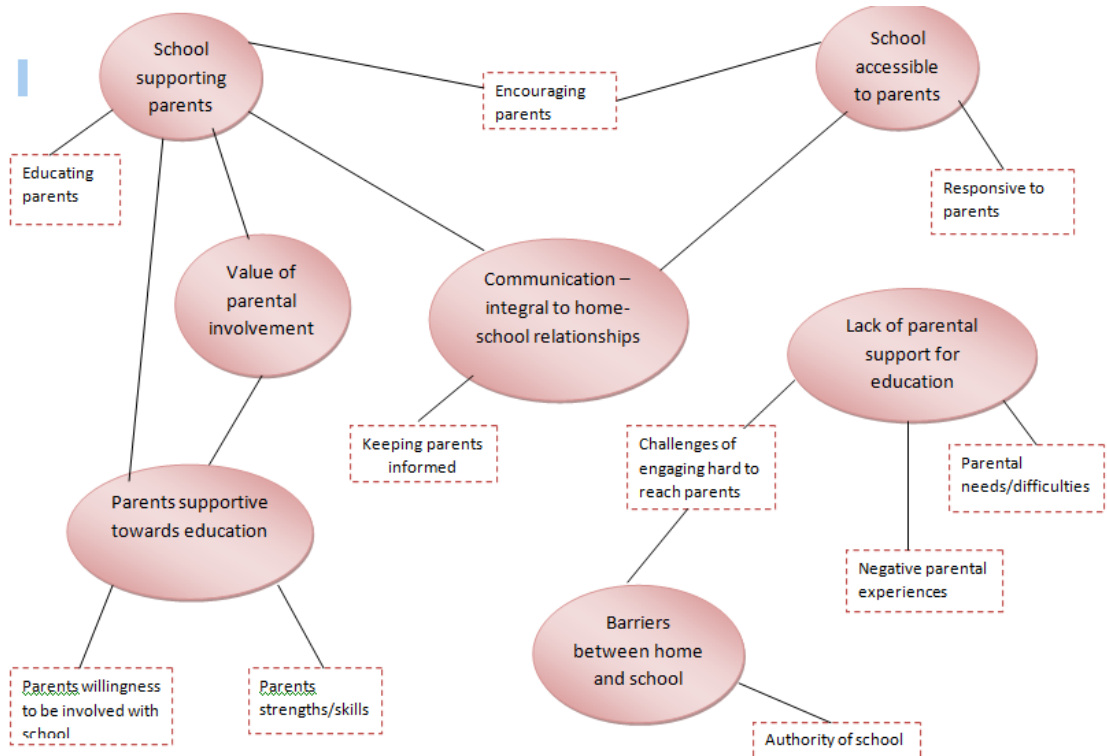 School
supporting
parents
Encouraging
parents
School
accessible
to parents
Educating
parents
Responsive to
parents
Value of
parental
involvement
Communication –
integral to home-
school relationships
Lack of parental
support for
education
Keeping parents
informed
Challenges of
engaging hard to
reach parents
Parental
needs/difficulties
Parents supportive
towards education
Negative parental
experiences
Barriers
between home
and school
Parents willingness
to be involved with
school
Parents
strengths/skills
Authority of school